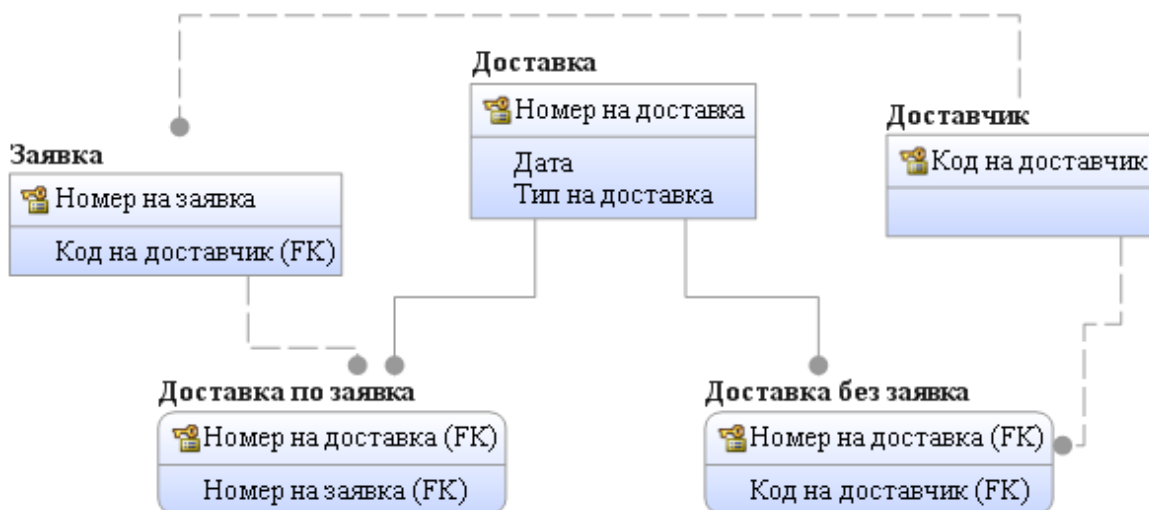 Доставка
Номер на доставка
Дата
Тип на доставка
Доставчик
Код на доставчик
Заявка
Номер на заявка
Код на доставчик (FK)
Доставка по заявка
Номер на доставка (FK)
Номер на заявка (FK)
Доставка без заявка
Номер на доставка (FK)
Код на доставчик (FK)